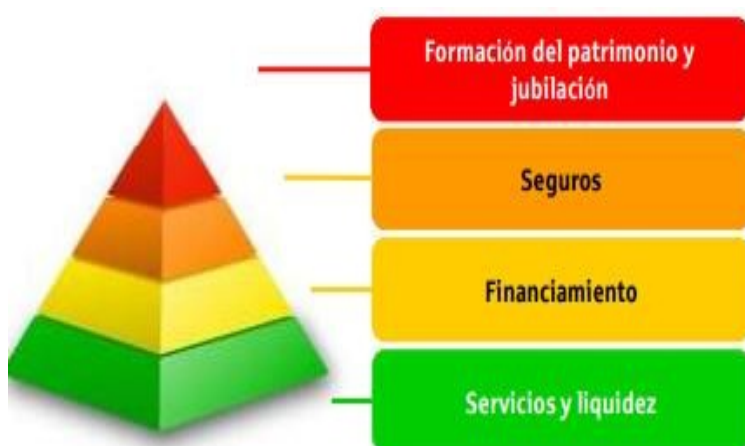 Formación del patrimonio y
jubilación
Seguros
Financiamiento
Servicios y liquidez